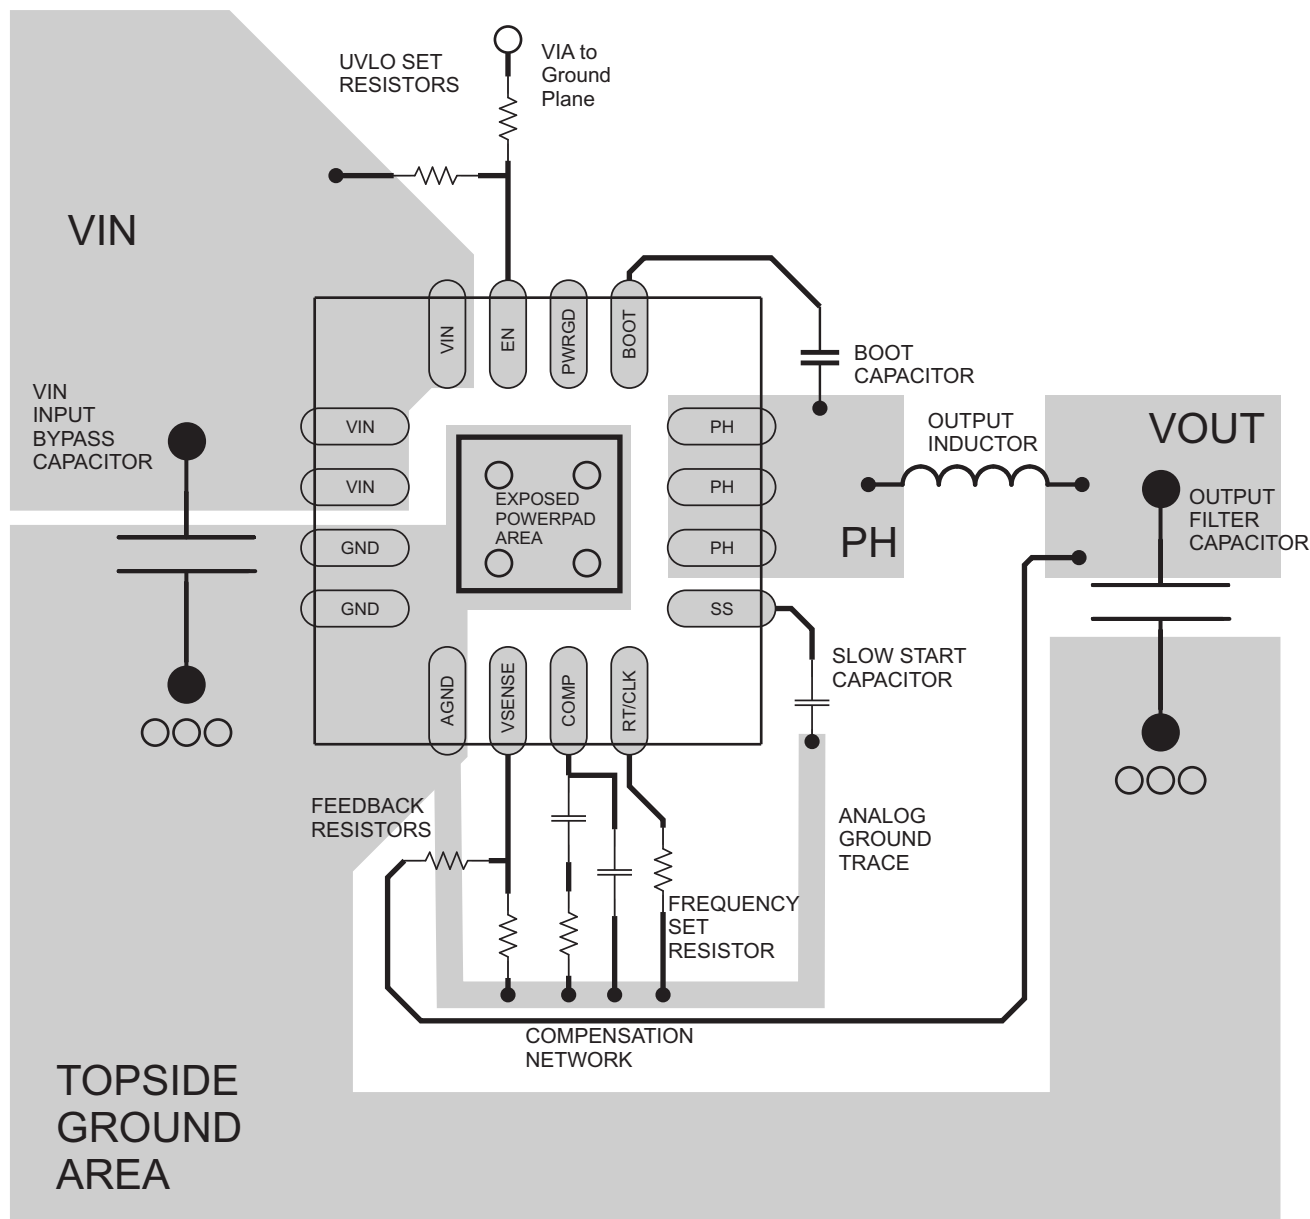 UVLO SET
RESISTORS
VIA to
Ground
Plane
VIN
VIN
EN
PWRGD
BOOT
BOOT
CAPACITOR
VIN
INPUT
BYPASS
CAPACITOR
VIN
VIN
GND
GND
EXPOSED
POWERPAD
AREA
PH
PH
PH
SS
PH
OUTPUT
INDUCTOR
VOUT
OUTPUT
FILTER
CAPACITOR
SLOW START
CAPACITOR
AGND
VSENSE
COMP
RT/CLK
FEEDBACK
RESISTORS
ANALOG
GROUND
TRACE
FREQUENCY
SET
RESISTOR
COMPENSATION
NETWORK
TOPSIDE
GROUND
AREA